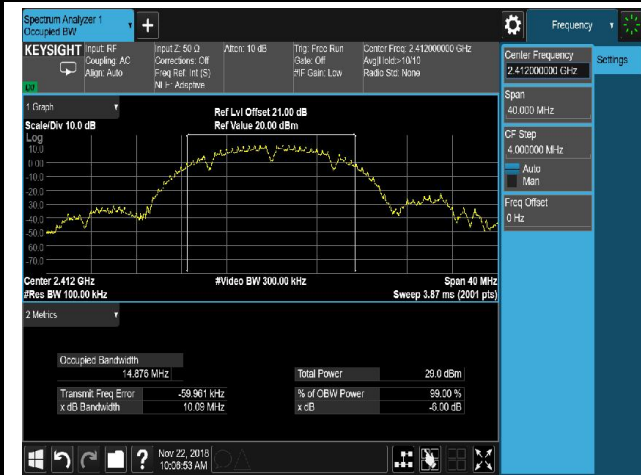 Spectrum Analyzer 1
Occupied BW
+
Frequency
KEYSIGHT
Input: RF
Coupling: AC
Align: Auto
Input Z: 50 Ω
Corrections: Off
Freq Ref: Int (S)
NFE: Adaptive
Atten: 10 dB
Trig: Free Run
Gate: Off
#IF Gain: Low
Center Freq: 2.412000000 GHz
Avg|Hold:>10/10
Radio Std: None
Center Frequency
2.412000000 GHz
Settings
Span
40.000 MHz
CF Step
4.000000 MHz
Auto
Man
Freq Offset
0 Hz
1 Graph
Scale/Div 10.0 dB
Ref Lvl Offset 21.00 dB
Ref Value 20.00 dBm
Log
10.0
0.00
-10.0
-20.0
-30.0
-40.0
-50.0
-60.0
-70.0
Center 2.412 GHz
#Video BW 300.00 kHz
Span 40 MHz
#Res BW 100.00 kHz
Sweep 3.87 ms (2001 pts)
2 Metrics
Occupied Bandwidth
14.876 MHz
Total Power 29.0 dBm
Transmit Freq Error -59.961 kHz
% of OBW Power 99.00 %
x dB Bandwidth 10.09 MHz
x dB -6.00 dB
?
Nov 22, 2018
10:06:53 AM